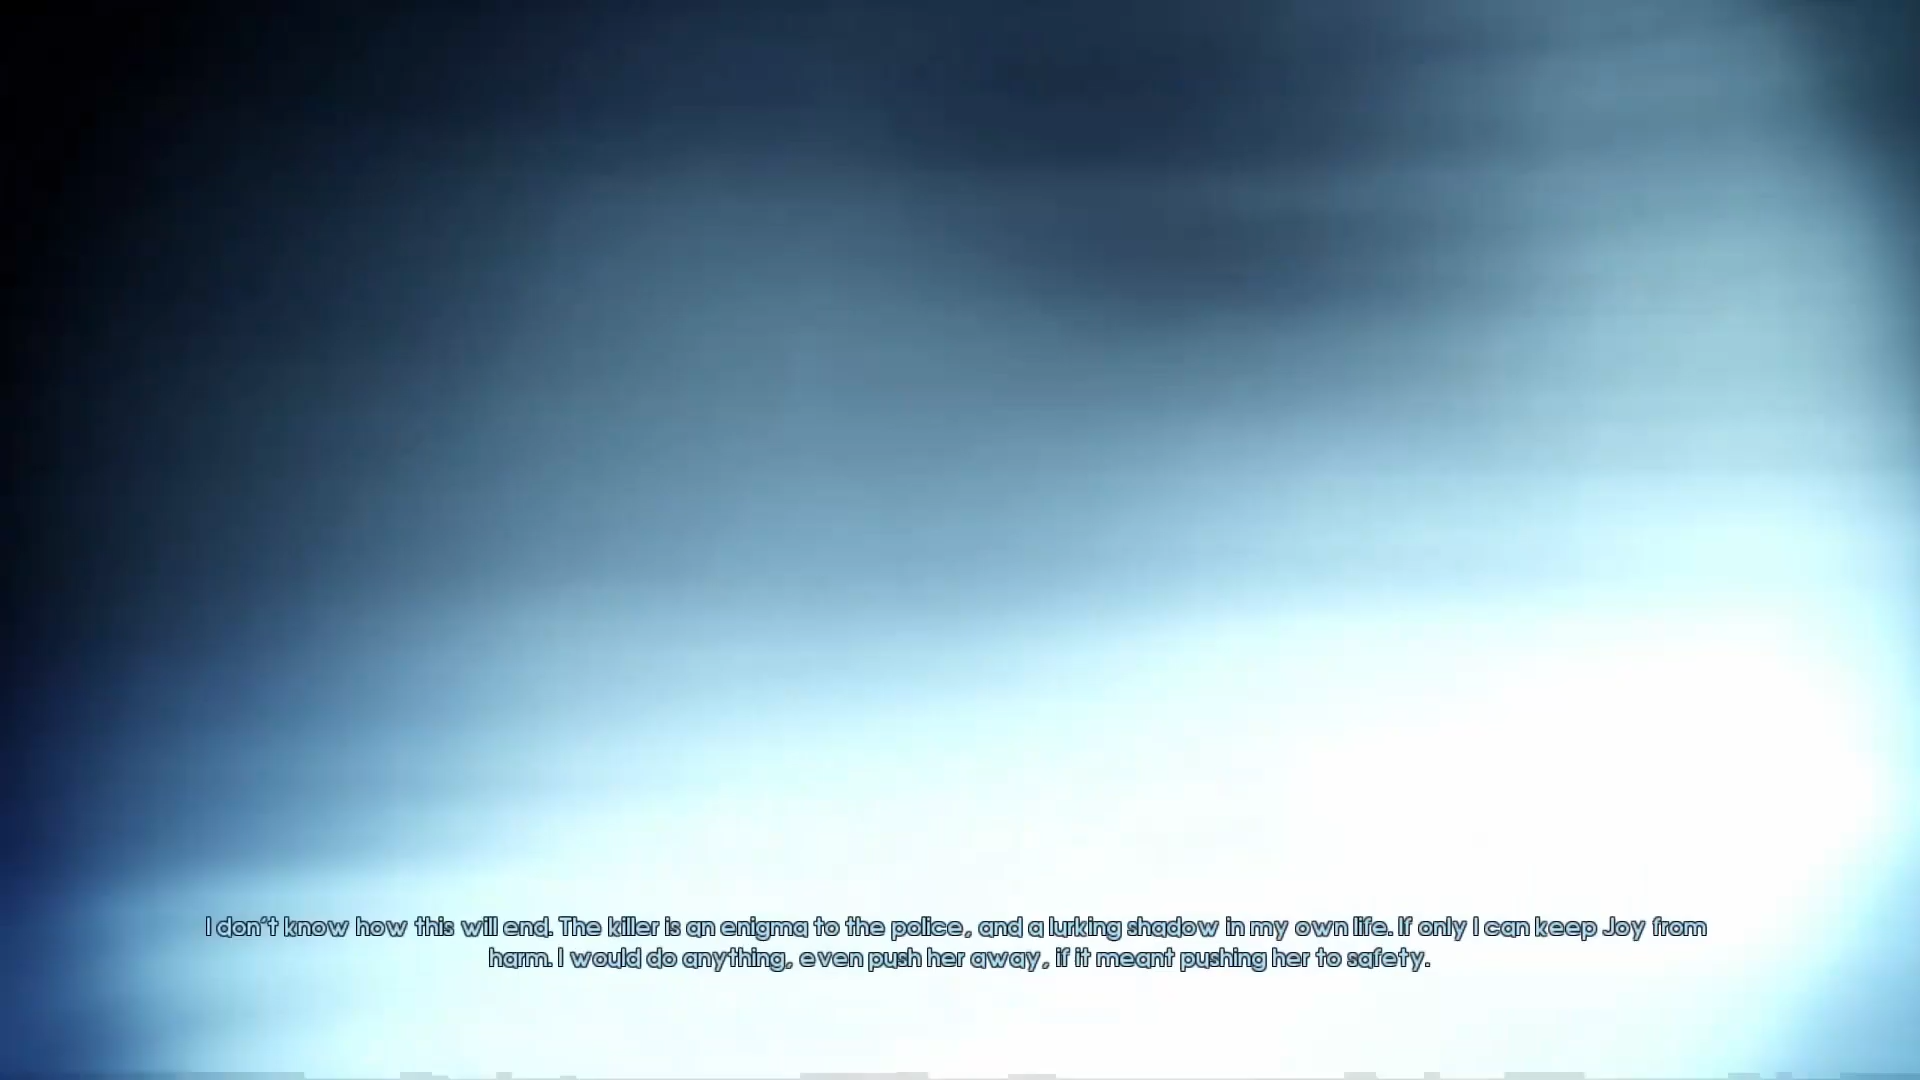 I don't know how this will end. The killer is an enigma to the police, and a lurking shadow in my own life. If only I can keep Joy from
harm. I would do anything, even push her away, if it meant pushing her to safety.